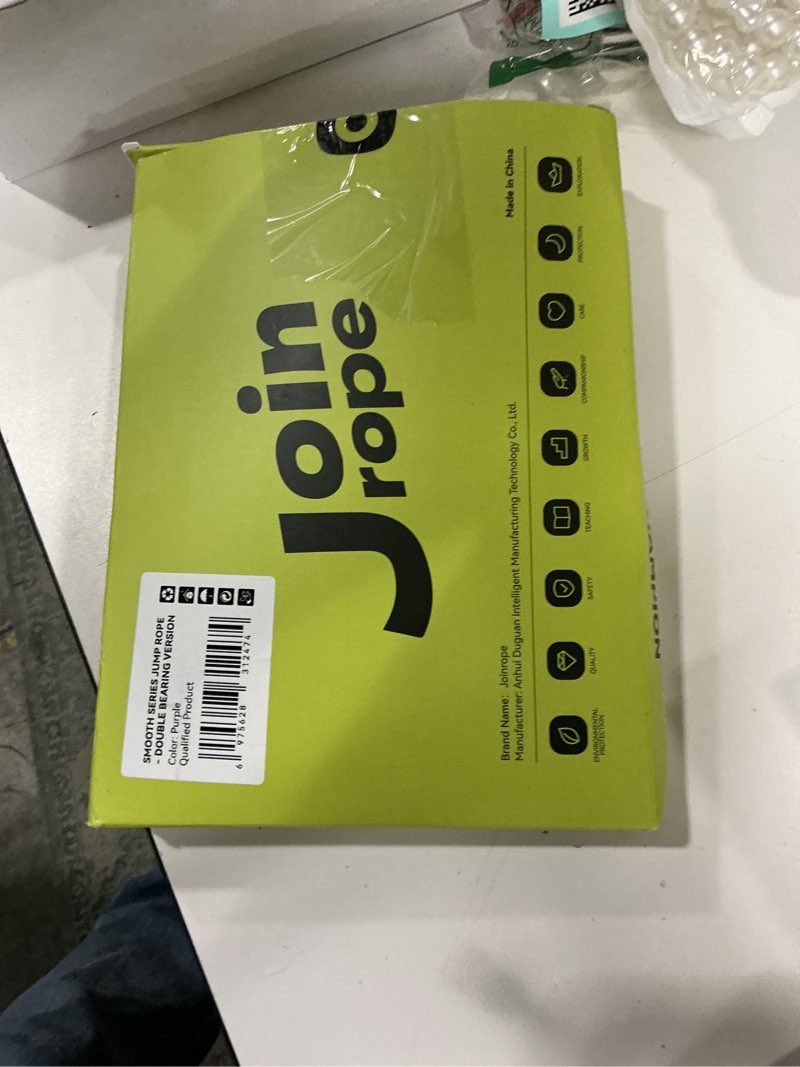 Join
rope
SMOOTH SERIES JUMP ROPE
- DOUBLE BEARING VERSION
Color: Purple
Qualified Product
6 975628 312474
Made in China
Brand Name: Joinrope
Manufacturer: Anhui Duguan Intelligent Manufacturing Technology Co., Ltd.
ENVIRONMENTAL
PROTECTION
QUALITY
SAFETY
TEACHING
GROWTH
COMPANIONSHIP
CARE
PROTECTION
EXPLORATION